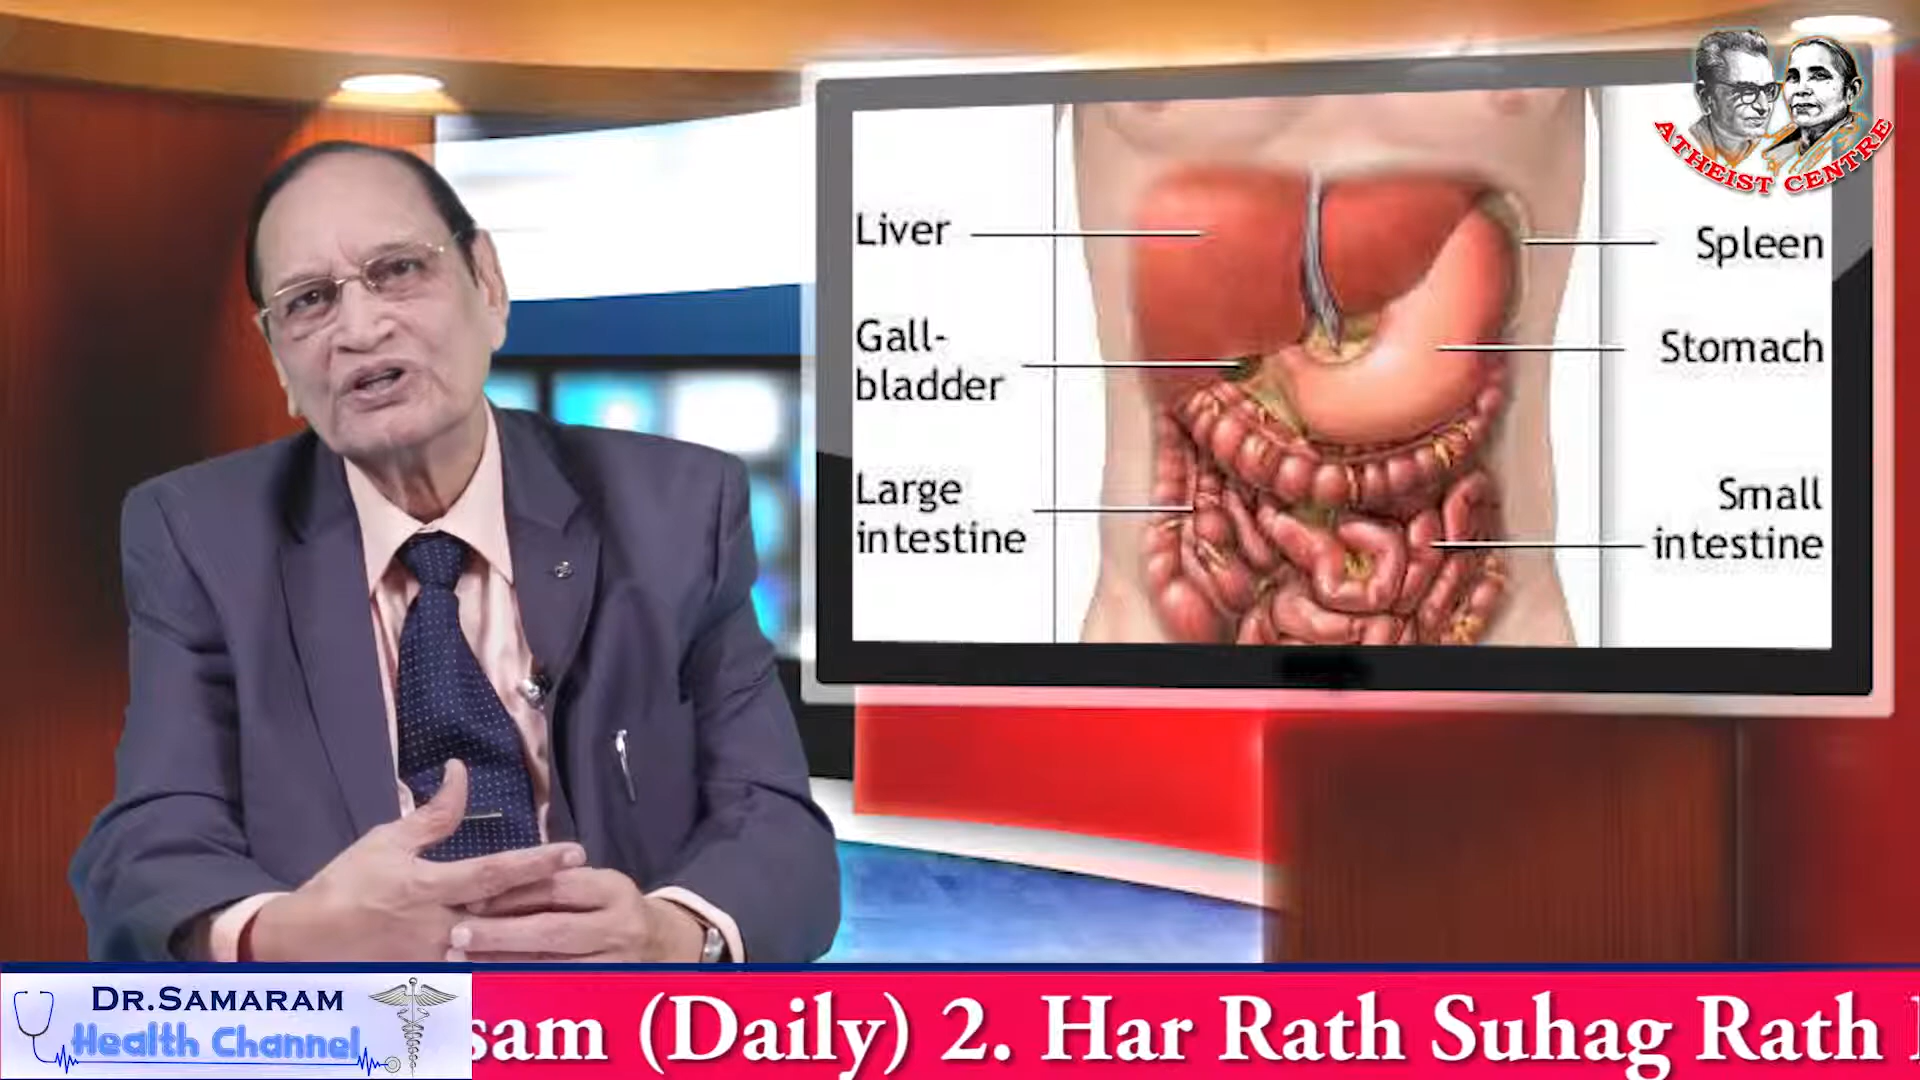 ATHEIST CENTRE
Liver
Spleen
Gall-
bladder
Stomach
Large
intestine
Small
intestine
DR.SAMARAM
Health Channel
sam (Daily) 2. Har Rath Suhag Rath